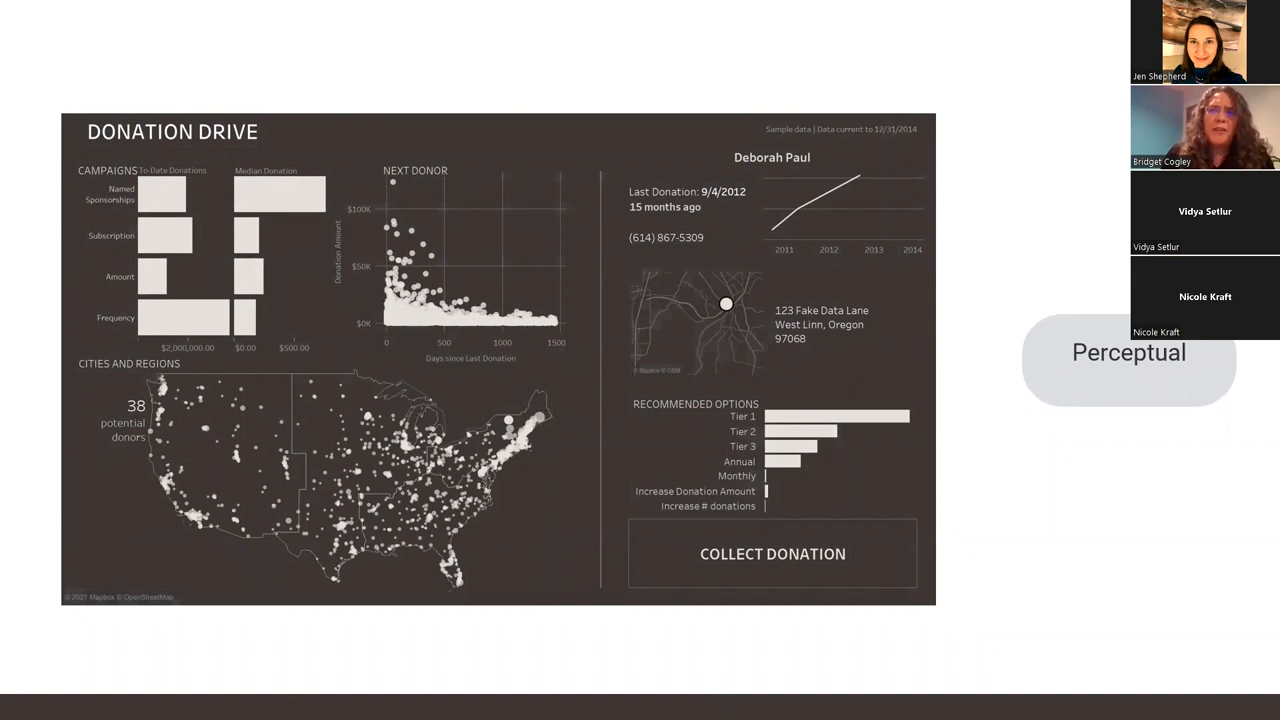 DONATION DRIVE
Sample data | Data current to 12/31/2014
CAMPAIGNS
To-Date Donations
Median Donation
Named
Sponsorships
Subscription
Amount
Frequency
$2,000,000.00
$0.00
$500.00
NEXT DONOR
Donation Amount
$100K
$50K
$0K
0
500
1000
1500
Days since Last Donation
CITIES AND REGIONS
38
potential
donors
© 2021 Mapbox © OpenStreetMap
Deborah Paul
Last Donation: 9/4/2012
15 months ago
(614) 867-5309
2011
2012
2013
2014
© Mapbox © OSM
123 Fake Data Lane
West Linn, Oregon
97068
RECOMMENDED OPTIONS
Tier 1
Tier 2
Tier 3
Annual
Monthly
Increase Donation Amount
Increase # donations
COLLECT DONATION
Jen Shepherd
Bridget Cogley
Vidya Setlur
Vidya Setlur
Nicole Kraft
Nicole Kraft
Perceptual